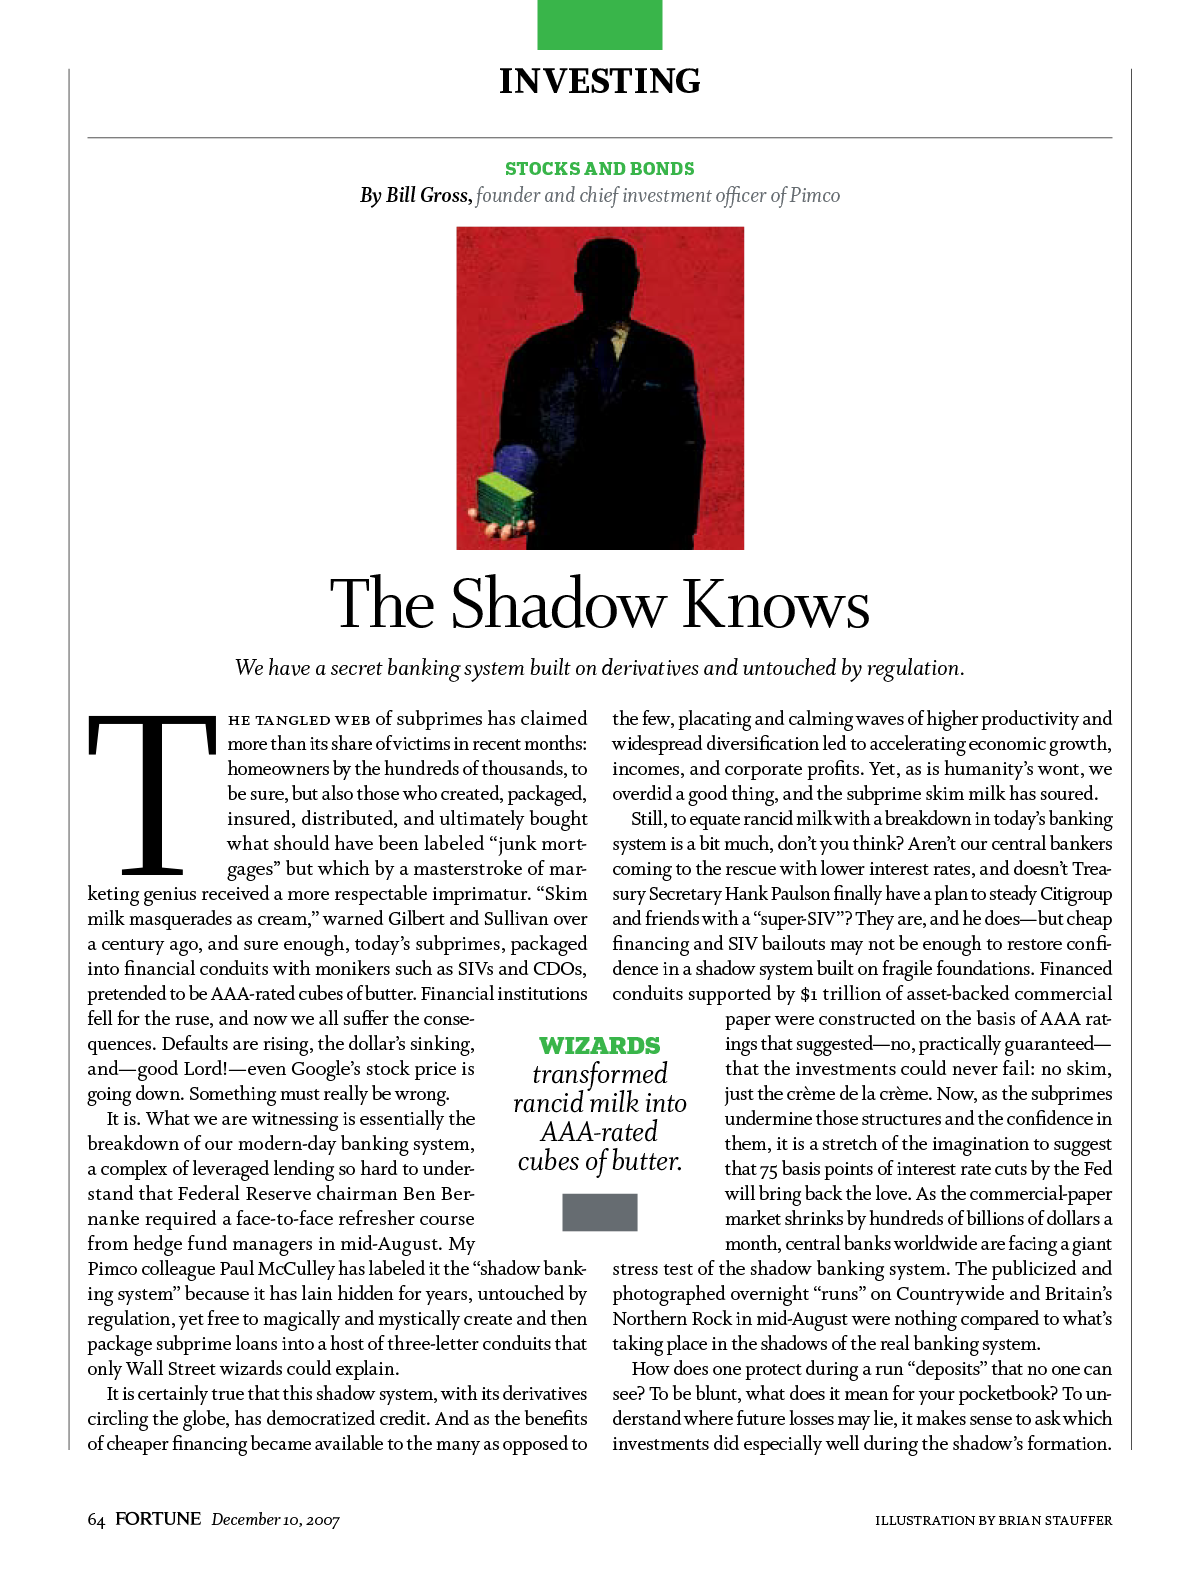 INVESTING
STOCKS AND BONDS
By Bill Gross, founder and chief investment officer of Pimco
The Shadow Knows
We have a secret banking system built on derivatives and untouched by regulation.
THE TANGLED WEB of subprimes has claimed
more than its share of victims in recent months:
homeowners by the hundreds of thousands, to
be sure, but also those who created, packaged,
insured, distributed, and ultimately bought
what should have been labeled “junk mort-
gages” but which by a masterstroke of mar-
keting genius received a more respectable imprimatur. “Skim
milk masquerades as cream,” warned Gilbert and Sullivan over
a century ago, and sure enough, today’s subprimes, packaged
into financial conduits with monikers such as SIVs and CDOs,
pretended to be AAA-rated cubes of butter. Financial institutions
fell for the ruse, and now we all suffer the conse-
quences. Defaults are rising, the dollar’s sinking,
and—good Lord!—even Google’s stock price is
going down. Something must really be wrong.
It is. What we are witnessing is essentially the
breakdown of our modern-day banking system,
a complex of leveraged lending so hard to under-
stand that Federal Reserve chairman Ben Ber-
nanke required a face-to-face refresher course
from hedge fund managers in mid-August. My
Pimco colleague Paul McCulley has labeled it the “shadow bank-
ing system” because it has lain hidden for years, untouched by
regulation, yet free to magically and mystically create and then
package subprime loans into a host of three-letter conduits that
only Wall Street wizards could explain.
It is certainly true that this shadow system, with its derivatives
circling the globe, has democratized credit. And as the benefits
of cheaper financing became available to the many as opposed to
the few, placating and calming waves of higher productivity and
widespread diversification led to accelerating economic growth,
incomes, and corporate profits. Yet, as is humanity’s wont, we
overdid a good thing, and the subprime skim milk has soured.
Still, to equate rancid milk with a breakdown in today’s banking
system is a bit much, don’t you think? Aren’t our central bankers
coming to the rescue with lower interest rates, and doesn’t Trea-
sury Secretary Hank Paulson finally have a plan to steady Citigroup
and friends with a “super-SIV”? They are, and he does—but cheap
financing and SIV bailouts may not be enough to restore confi-
dence in a shadow system built on fragile foundations. Financed
conduits supported by $1 trillion of asset-backed commercial
paper were constructed on the basis of AAA rat-
ings that suggested—no, practically guaranteed—
that the investments could never fail: no skim,
just the crème de la crème. Now, as the subprimes
undermine those structures and the confidence in
them, it is a stretch of the imagination to suggest
that 75 basis points of interest rate cuts by the Fed
will bring back the love. As the commercial-paper
market shrinks by hundreds of billions of dollars a
month, central banks worldwide are facing a giant
stress test of the shadow banking system. The publicized and
photographed overnight “runs” on Countrywide and Britain’s
Northern Rock in mid-August were nothing compared to what’s
taking place in the shadows of the real banking system.
How does one protect during a run “deposits” that no one can
see? To be blunt, what does it mean for your pocketbook? To un-
derstand where future losses may lie, it makes sense to ask which
investments did especially well during the shadow’s formation.
WIZARDS
transformed
rancid milk into
AAA-rated
cubes of butter.
64 FORTUNE December 10, 2007
ILLUSTRATION BY BRIAN STAUFFER